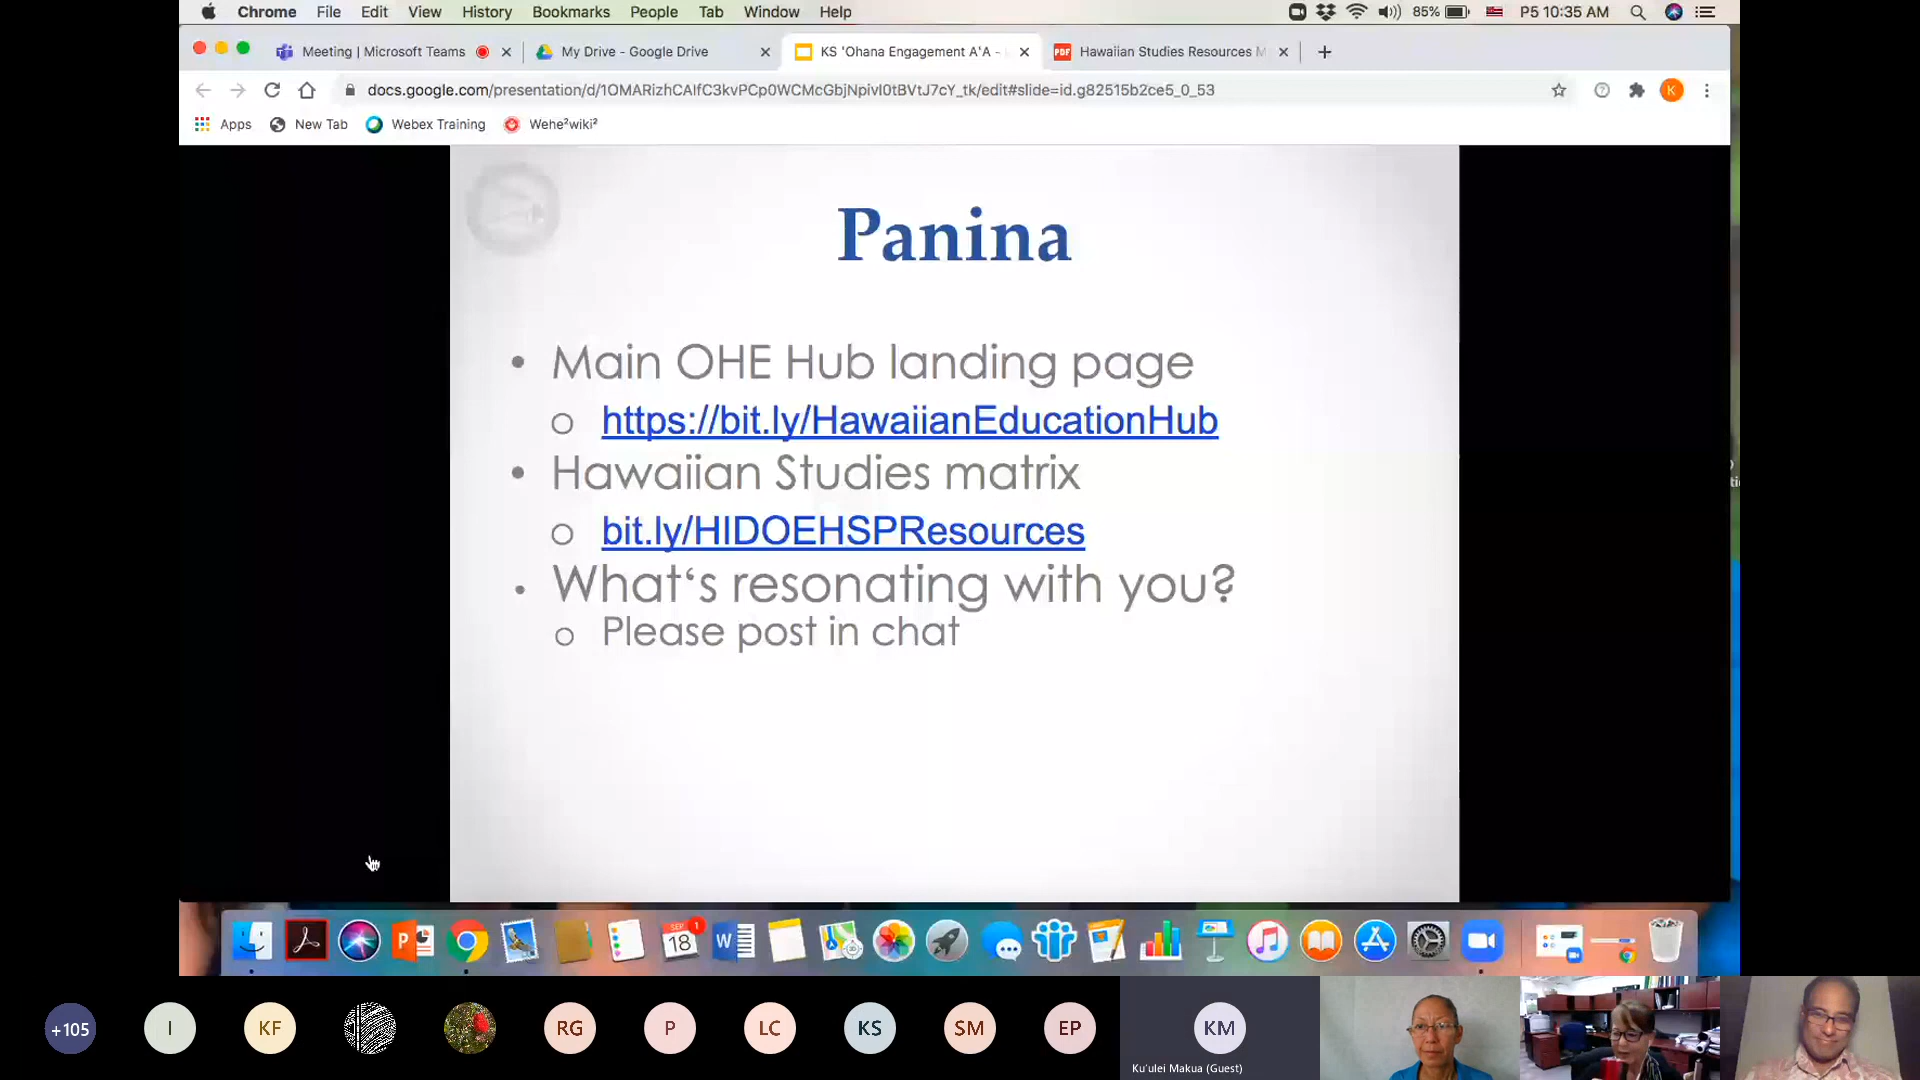 Chrome File Edit View History Bookmarks People Tab Window Help 85% P5 10:35 AM
Meeting | Microsoft Teams My Drive - Google Drive KS 'Ohana Engagement A'A - Hawaiian Studies Resources M
docs.google.com/presentation/d/1OMARizhCAIfC3kvPCp0WCMcGbjNpivI0tBVtJ7cY_tk/edit#slide=id.g82515b2ce5_0_53 K
Apps New Tab Webex Training Wehe²wiki²
Panina
• Main OHE Hub landing page
o https://bit.ly/HawaiianEducationHub
• Hawaiian Studies matrix
o bit.ly/HIDOEHSPResources
• What‘s resonating with you?
o Please post in chat
SEP 1
18
+105 I KF RG P LC KS SM EP KM
Ku'ulei Makua (Guest)